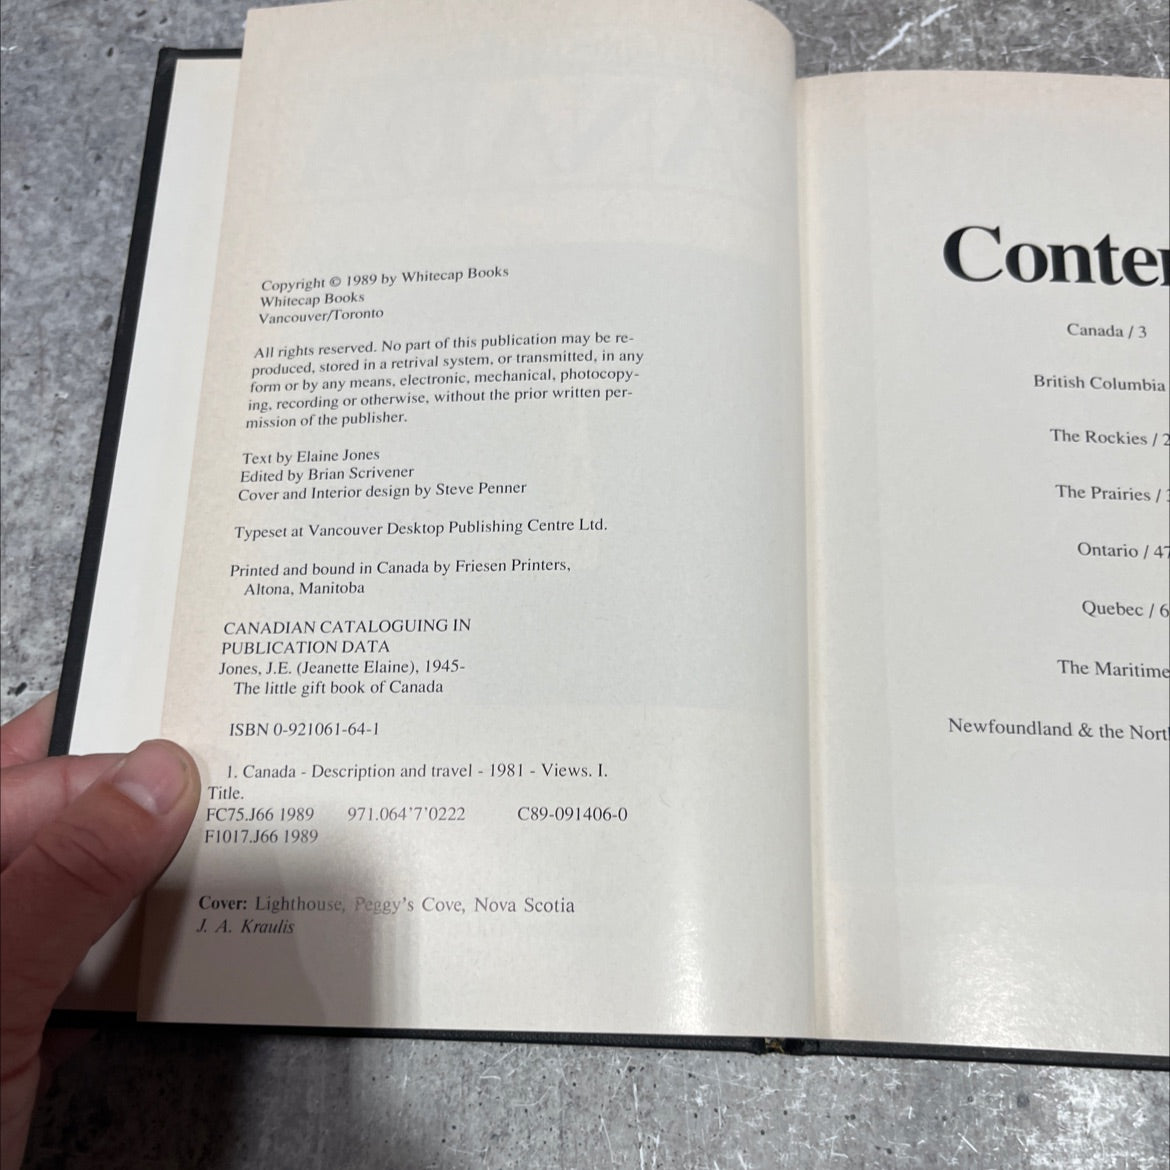 Copyright © 1989 by Whitecap Books
Whitecap Books
Vancouver/Toronto
All rights reserved. No part of this publication may be re-
produced, stored in a retrival system, or transmitted, in any
form or by any means, electronic, mechanical, photocopy-
ing, recording or otherwise, without the prior written per-
mission of the publisher.
Text by Elaine Jones
Edited by Brian Scrivener
Cover and Interior design by Steve Penner
Typeset at Vancouver Desktop Publishing Centre Ltd.
Printed and bound in Canada by Friesen Printers,
Altona, Manitoba
CANADIAN CATALOGUING IN
PUBLICATION DATA
Jones, J.E. (Jeanette Elaine), 1945-
The little gift book of Canada
ISBN 0-921061-64-1
1. Canada - Description and travel - 1981 - Views. I.
Title.
FC75.J66 1989 971.064'7'0222 C89-091406-0
F1017.J66 1989
Cover: Lighthouse, Peggy's Cove, Nova Scotia
J. A. Kraulis
Conte
Canada / 3
British Columbia
The Rockies / 2
The Prairies /
Ontario / 47
Quebec / 6
The Maritime
Newfoundland & the Nort